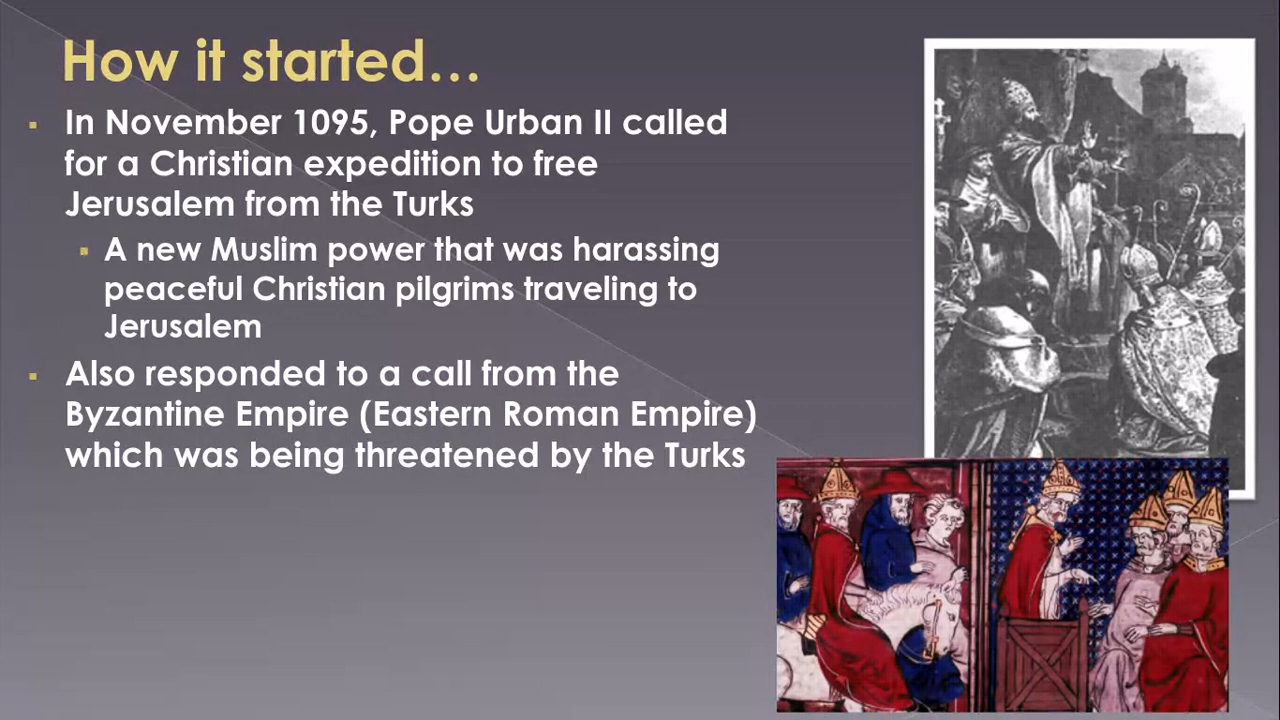 How it started…
In November 1095, Pope Urban II called
for a Christian expedition to free
Jerusalem from the Turks
A new Muslim power that was harassing
peaceful Christian pilgrims traveling to
Jerusalem
Also responded to a call from the
Byzantine Empire (Eastern Roman Empire)
which was being threatened by the Turks